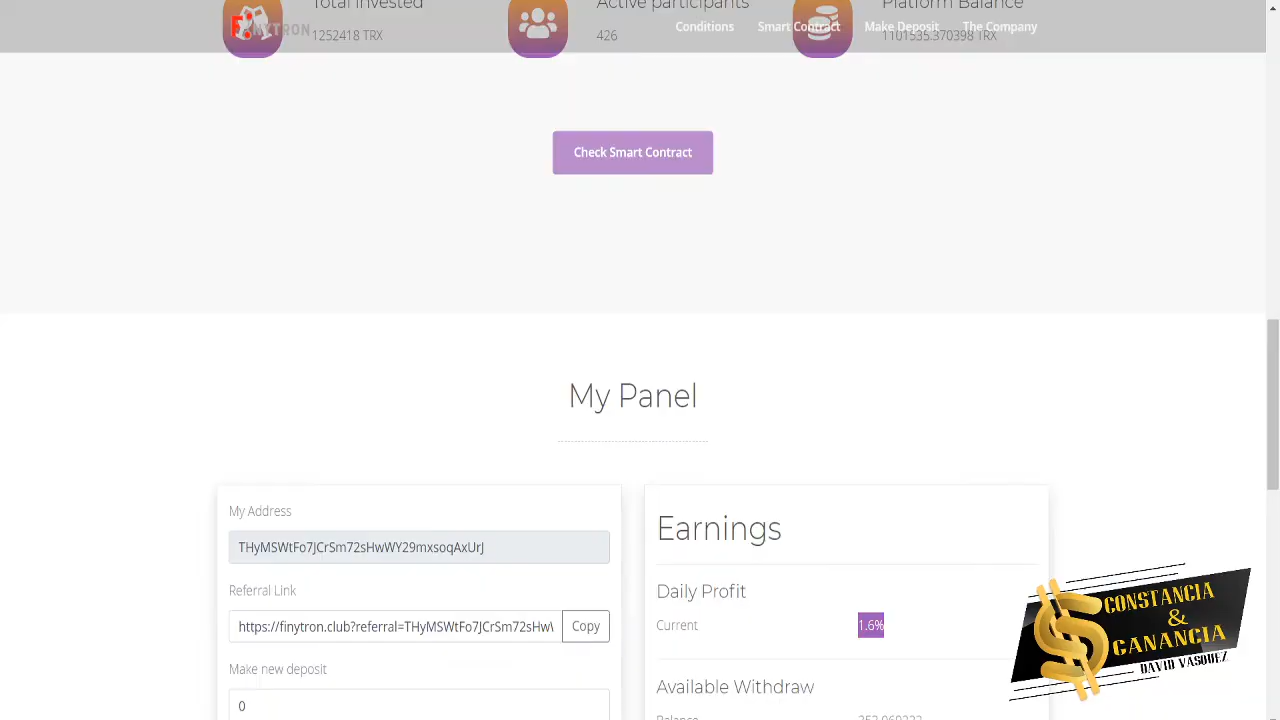 Total Invested
1252418 TRX
Active participants
426
Platform Balance
1101535.370398 TRX
FINYTRON
Conditions
Smart Contract
Make Deposit
The Company
Check Smart Contract
My Panel
My Address
THyMSWtFo7JCrSm72sHwWY29mxsoqAxUrJ
Referral Link
https://finytron.club?referral=THyMSWtFo7JCrSm72sHw\
Copy
Make new deposit
0
Earnings
Daily Profit
Current
1.6%
Available Withdraw
Balance
CONSTANCIA
&
GANANCIA
DAVID VASQUEZ